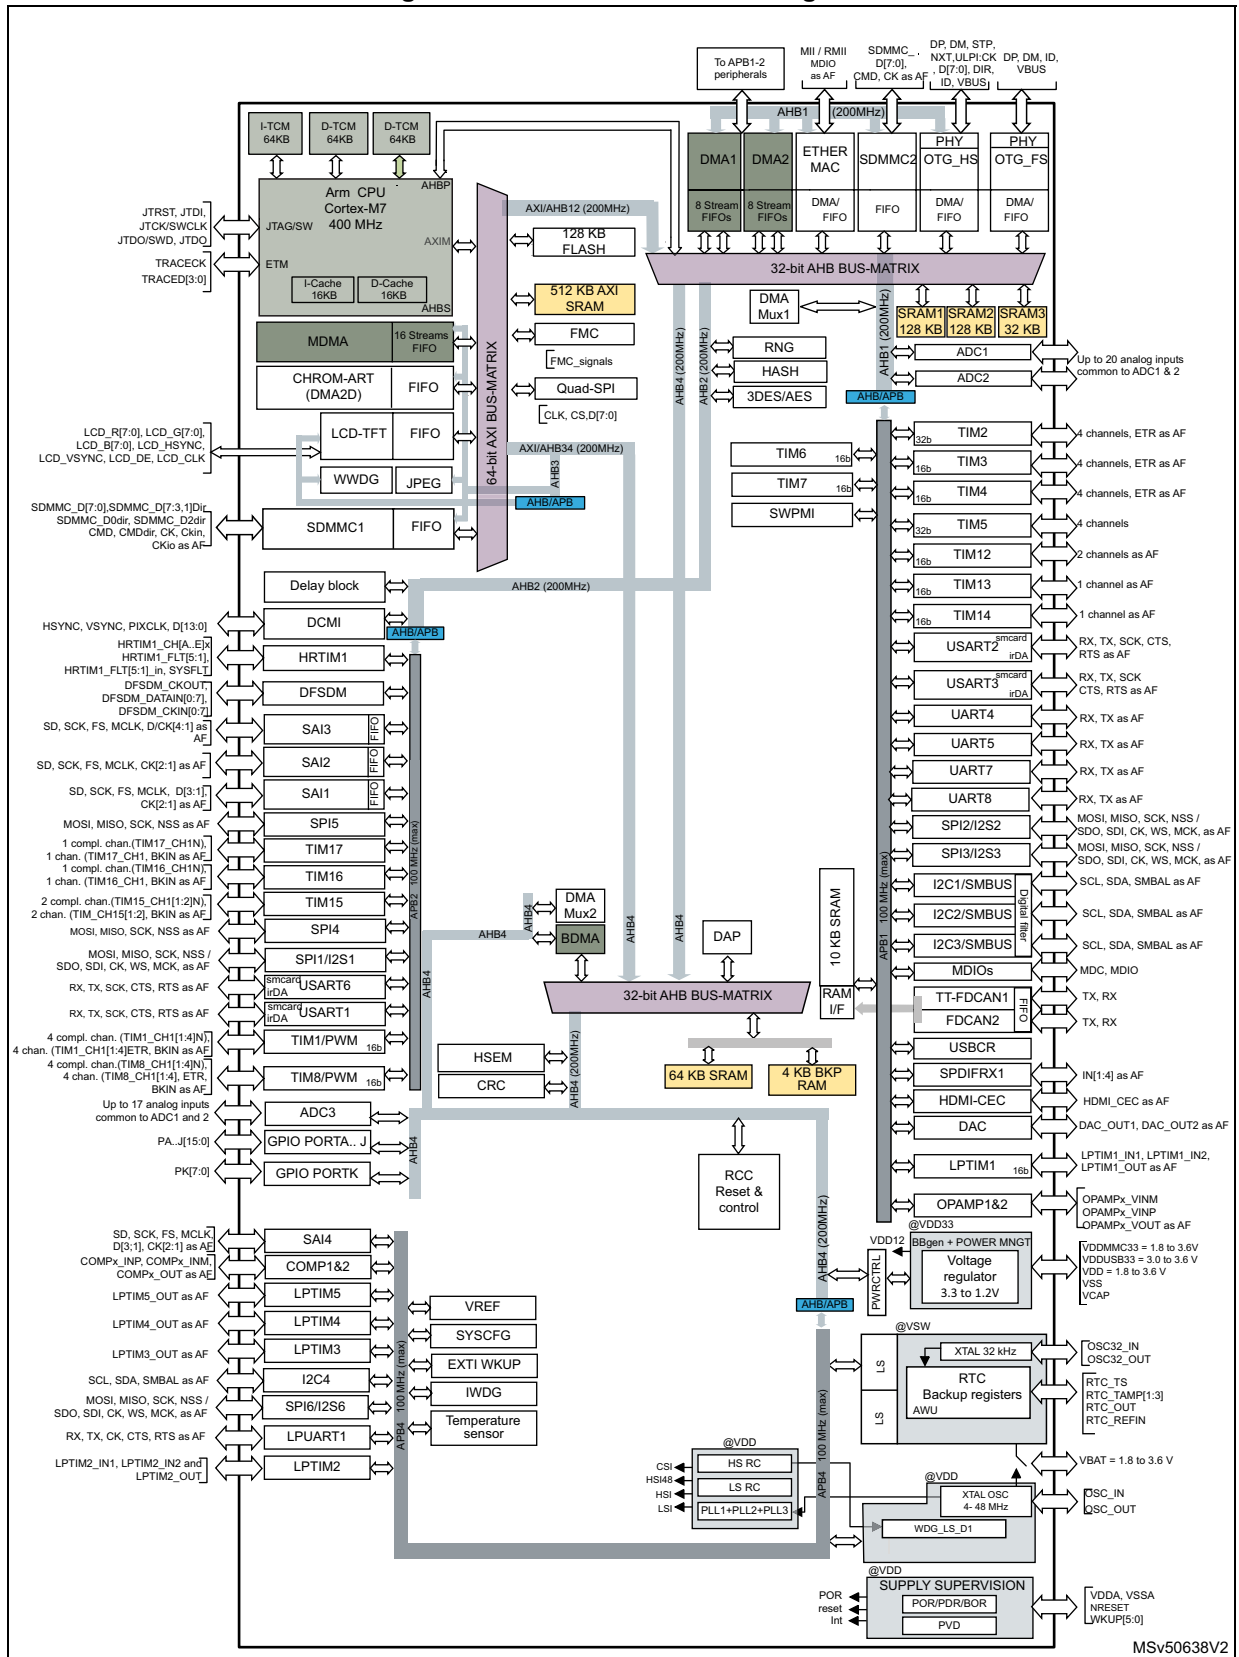 To APB1-2
peripherals
MII / RMII
MDIO
as AF
SDMMC_
D[7:0],
CMD, CK as AF
DP, DM, STP,
NXT,ULPI:CK
, D[7:0], DIR,
ID, VBUS
DP, DM, ID,
VBUS
AHB1 (200MHz)
I-TCM
64KB
D-TCM
64KB
D-TCM
64KB
DMA1
8 Stream
FIFOs
DMA2
8 Stream
FIFOs
ETHER
MAC
DMA/
FIFO
SDMMC2
FIFO
PHY
OTG_HS
DMA/
FIFO
PHY
OTG_FS
DMA/
FIFO
Arm CPU
Cortex-M7
400 MHz
AHBP
AXIM
AHBS
JTAG/SW
ETM
I-Cache
16KB
D-Cache
16KB
JTRST, JTDI,
JTCK/SWCLK
JTDO/SWD, JTDO
TRACECK
TRACED[3:0]
AXI/AHB12 (200MHz)
128 KB
FLASH
512 KB AXI
SRAM
FMC
FMC_signals
Quad-SPI
CLK, CS,D[7:0]
64-bit AXI BUS-MATRIX
32-bit AHB BUS-MATRIX
DMA
Mux1
SRAM1
128 KB
SRAM2
128 KB
SRAM3
32 KB
AHB1 (200MHz)
AHB4 (200MHz)
AHB2 (200MHz)
RNG
HASH
3DES/AES
ADC1
ADC2
Up to 20 analog inputs
common to ADC1 & 2
AHB/APB
MDMA
16 Streams
FIFO
CHROM-ART
(DMA2D)
FIFO
LCD-TFT
FIFO
WWDG
JPEG
SDMMC1
FIFO
LCD_R[7:0], LCD_G[7:0],
LCD_B[7:0], LCD_HSYNC,
LCD_VSYNC, LCD_DE, LCD_CLK
SDMMC_D[7:0],SDMMC_D[7:3,1]Dir
SDMMC_D0dir, SDMMC_D2dir
CMD, CMDdir, CK, Ckin,
CKio as AF
AXI/AHB34 (200MHz)
AHB3
AHB/APB
TIM6
16b
TIM7
16b
SWPMI
TIM2
32b
4 channels, ETR as AF
TIM3
16b
4 channels, ETR as AF
TIM4
16b
4 channels, ETR as AF
TIM5
32b
4 channels
TIM12
16b
2 channels as AF
TIM13
16b
1 channel as AF
TIM14
16b
1 channel as AF
USART2
smcard
irDA
RX, TX, SCK, CTS,
RTS as AF
USART3
smcard
irDA
RX, TX, SCK
CTS, RTS as AF
UART4
RX, TX as AF
UART5
RX, TX as AF
UART7
RX, TX as AF
UART8
RX, TX as AF
SPI2/I2S2
MOSI, MISO, SCK, NSS /
SDO, SDI, CK, WS, MCK, as AF
SPI3/I2S3
MOSI, MISO, SCK, NSS /
SDO, SDI, CK, WS, MCK, as AF
I2C1/SMBUS
SCL, SDA, SMBAL as AF
I2C2/SMBUS
SCL, SDA, SMBAL as AF
I2C3/SMBUS
SCL, SDA, SMBAL as AF
Digital filter
MDIOs
MDC, MDIO
TT-FDCAN1
TX, RX
FDCAN2
TX, RX
FIFO
USBCR
SPDIFRX1
IN[1:4] as AF
HDMI-CEC
HDMI_CEC as AF
DAC
DAC_OUT1, DAC_OUT2 as AF
LPTIM1
16b
LPTIM1_IN1, LPTIM1_IN2,
LPTIM1_OUT as AF
OPAMP1&2
OPAMPx_VINM
OPAMPx_VINP
OPAMPx_VOUT as AF
APB1 100 MHz (max)
10 KB SRAM
RAM
I/F
Delay block
AHB2 (200MHz)
AHB/APB
DCMI
HSYNC, VSYNC, PIXCLK, D[13:0]
HRTIM1
HRTIM1_CH[A..E]x
HRTIM1_FLT[5:1],
HRTIM1_FLT[5:1]_in, SYSFLT
DFSDM
DFSDM_CKOUT,
DFSDM_DATAIN[0:7],
DFSDM_CKIN[0:7]
SAI3
FIFO
SD, SCK, FS, MCLK, D/CK[4:1] as
AF
SAI2
FIFO
SD, SCK, FS, MCLK, CK[2:1] as AF
SAI1
FIFO
SD, SCK, FS, MCLK, D[3:1],
CK[2:1] as AF
SPI5
MOSI, MISO, SCK, NSS as AF
TIM17
1 compl. chan.(TIM17_CH1N),
1 chan. (TIM17_CH1, BKIN as AF
TIM16
1 compl. chan.(TIM16_CH1N),
1 chan. (TIM16_CH1, BKIN as AF
TIM15
2 compl. chan.(TIM15_CH1[1:2]N),
2 chan. (TIM_CH15[1:2], BKIN as AF
SPI4
MOSI, MISO, SCK, NSS as AF
SPI1/I2S1
MOSI, MISO, SCK, NSS /
SDO, SDI, CK, WS, MCK, as AF
USART6
smcard
irDA
RX, TX, SCK, CTS, RTS as AF
USART1
smcard
irDA
RX, TX, SCK, CTS, RTS as AF
TIM1/PWM
16b
4 compl. chan. (TIM1_CH1[1:4]N),
4 chan. (TIM1_CH1[1:4]ETR, BKIN as AF
TIM8/PWM
16b
4 compl. chan.(TIM8_CH1[1:4]N),
4 chan. (TIM8_CH1[1:4], ETR,
BKIN as AF
APB2 100 MHz (max)
ADC3
Up to 17 analog inputs
common to ADC1 and 2
GPIO PORTA.. J
PA..J[15:0]
GPIO PORTK
PK[7:0]
AHB4
AHB4
AHB4
AHB4
AHB4
AHB4
DMA
Mux2
BDMA
DAP
32-bit AHB BUS-MATRIX
HSEM
CRC
AHB4 (200MHz)
64 KB SRAM
4 KB BKP
RAM
RCC
Reset &
control
AHB4 (200MHz)
AHB/APB
@VDD33
VDD12
BBgen + POWER MNGT
PWRCTRL
Voltage
regulator
3.3 to 1.2V
VDDMMC33 = 1.8 to 3.6V
VDDUSB33 = 3.0 to 3.6 V
VDD = 1.8 to 3.6 V
VSS
VCAP
SAI4
SD, SCK, FS, MCLK,
D[3;1], CK[2:1] as AF
COMP1&2
COMPx_INP, COMPx_INM,
COMPx_OUT as AF
LPTIM5
LPTIM5_OUT as AF
LPTIM4
LPTIM4_OUT as AF
LPTIM3
LPTIM3_OUT as AF
I2C4
SCL, SDA, SMBAL as AF
SPI6/I2S6
MOSI, MISO, SCK, NSS /
SDO, SDI, CK, WS, MCK, as AF
LPUART1
RX, TX, CK, CTS, RTS as AF
LPTIM2
LPTIM2_IN1, LPTIM2_IN2 and
LPTIM2_OUT
APB4 100 MHz (max)
VREF
SYSCFG
EXTI WKUP
IWDG
Temperature
sensor
APB4 100 MHz (max)
@VSW
LS
LS
XTAL 32 kHz
RTC
Backup registers
AWU
OSC32_IN
OSC32_OUT
RTC_TS
RTC_TAMP[1:3]
RTC_OUT
RTC_REFIN
VBAT = 1.8 to 3.6 V
@VDD
HS RC
LS RC
PLL1+PLL2+PLL3
CSI
HSI48
HSI
LSI
@VDD
XTAL OSC
4- 48 MHz
WDG_LS_D1
OSC_IN
OSC_OUT
@VDD
SUPPLY SUPERVISION
POR/PDR/BOR
PVD
POR
reset
Int
VDDA, VSSA
NRESET
WKUP[5:0]
MSv50638V2